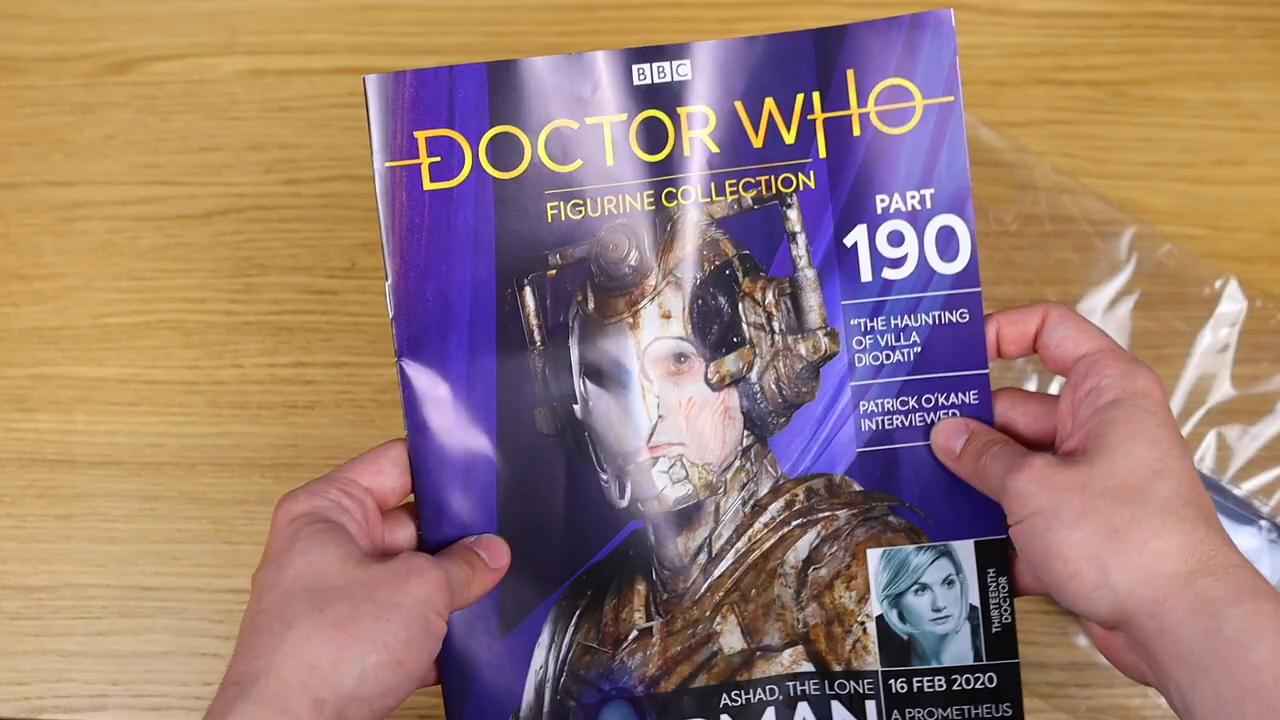 BBC
DOCTOR WHO
FIGURINE COLLECTION
PART
190
"THE HAUNTING
OF VILLA
DIODATI"
PATRICK O'KANE
INTERVIEWED
THIRTEENTH
DOCTOR
ASHAD, THE LONE
16 FEB 2020
A PROMETHEUS